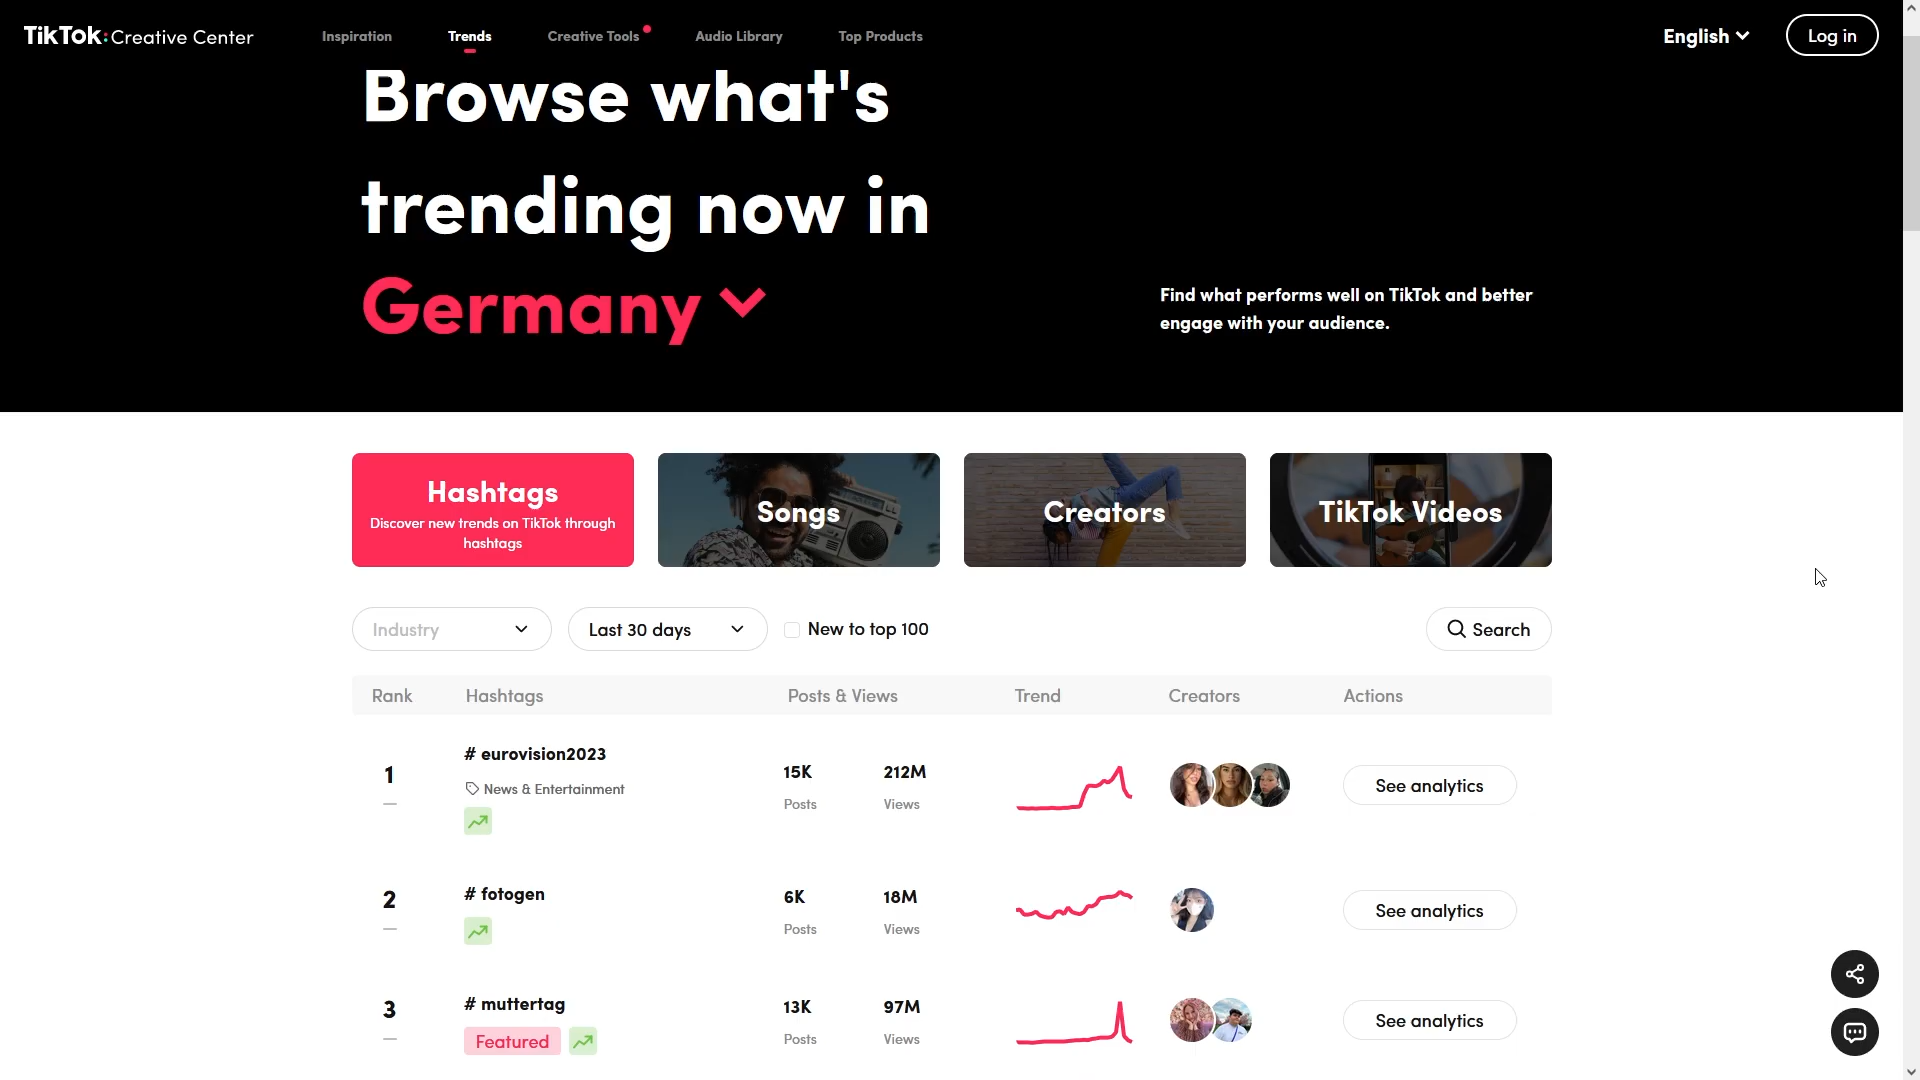 TikTok: Creative Center
Inspiration
Trends
Creative Tools
Audio Library
Top Products
English
Log in
Browse what's
trending now in
Germany
Find what performs well on TikTok and better
engage with your audience.
Hashtags
Discover new trends on TikTok through
hashtags
Songs
Creators
TikTok Videos
Industry
Last 30 days
New to top 100
Search
Rank
Hashtags
Posts & Views
Trend
Creators
Actions
1
# eurovision2023
News & Entertainment
15K
Posts
212M
Views
See analytics
2
# fotogen
6K
Posts
18M
Views
See analytics
3
# muttertag
Featured
13K
Posts
97M
Views
See analytics